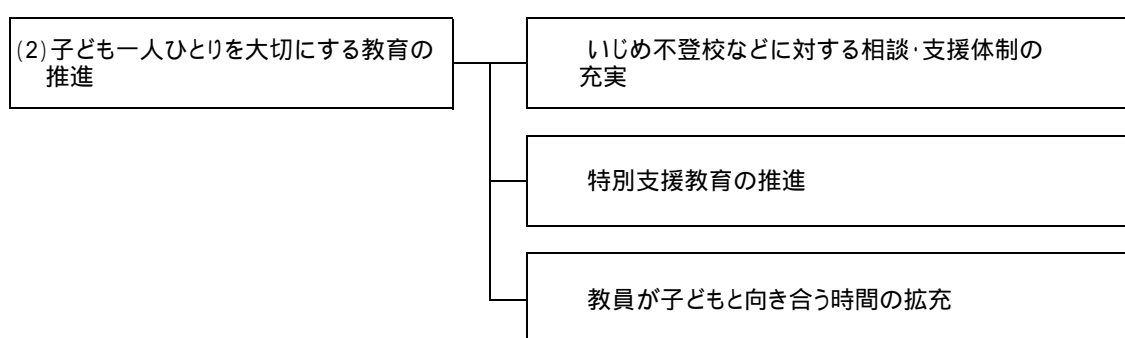 (2)子ども一人ひとりを大切にする教育の
推進
いじめ不登校などに対する相談・支援体制の
充実
特別支援教育の推進
教員が子どもと向き合う時間の拡充